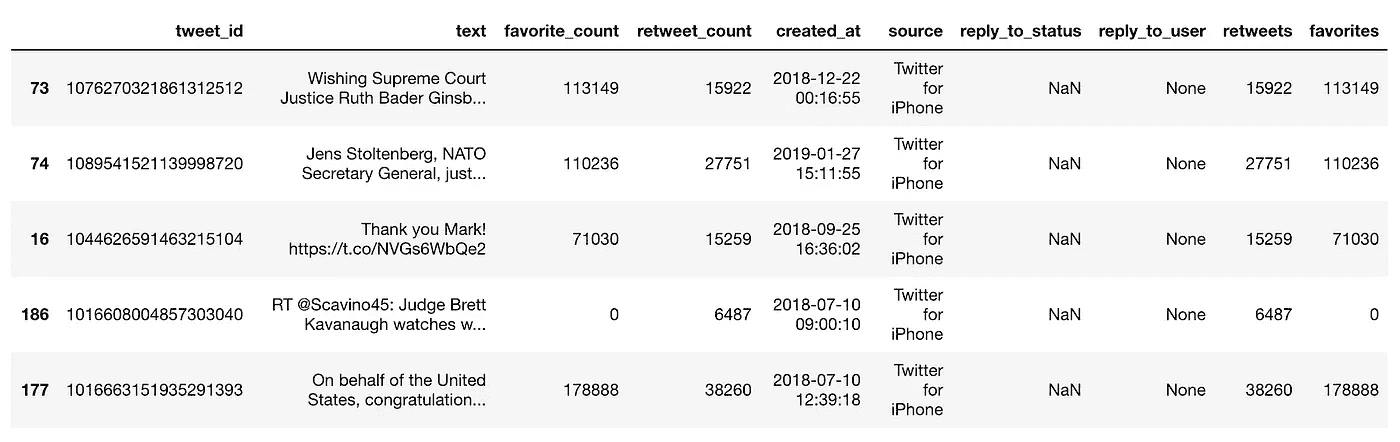 tweet_id text favorite_count retweet_count created_at source reply_to_status reply_to_user retweets favorites
73 1076270321861312512 Wishing Supreme Court Justice Ruth Bader Ginsb... 113149 15922 2018-12-22 00:16:55 Twitter for iPhone NaN None 15922 113149
74 1089541521139998720 Jens Stoltenberg, NATO Secretary General, just... 110236 27751 2019-01-27 15:11:55 Twitter for iPhone NaN None 27751 110236
16 1044626591463215104 Thank you Mark! https://t.co/NVGs6WbQe2 71030 15259 2018-09-25 16:36:02 Twitter for iPhone NaN None 15259 71030
186 1016608004857303040 RT @Scavino45: Judge Brett Kavanaugh watches w... 0 6487 2018-07-10 09:00:10 Twitter for iPhone NaN None 6487 0
177 1016663151935291393 On behalf of the United States, congratulation... 178888 38260 2018-07-10 12:39:18 Twitter for iPhone NaN None 38260 178888